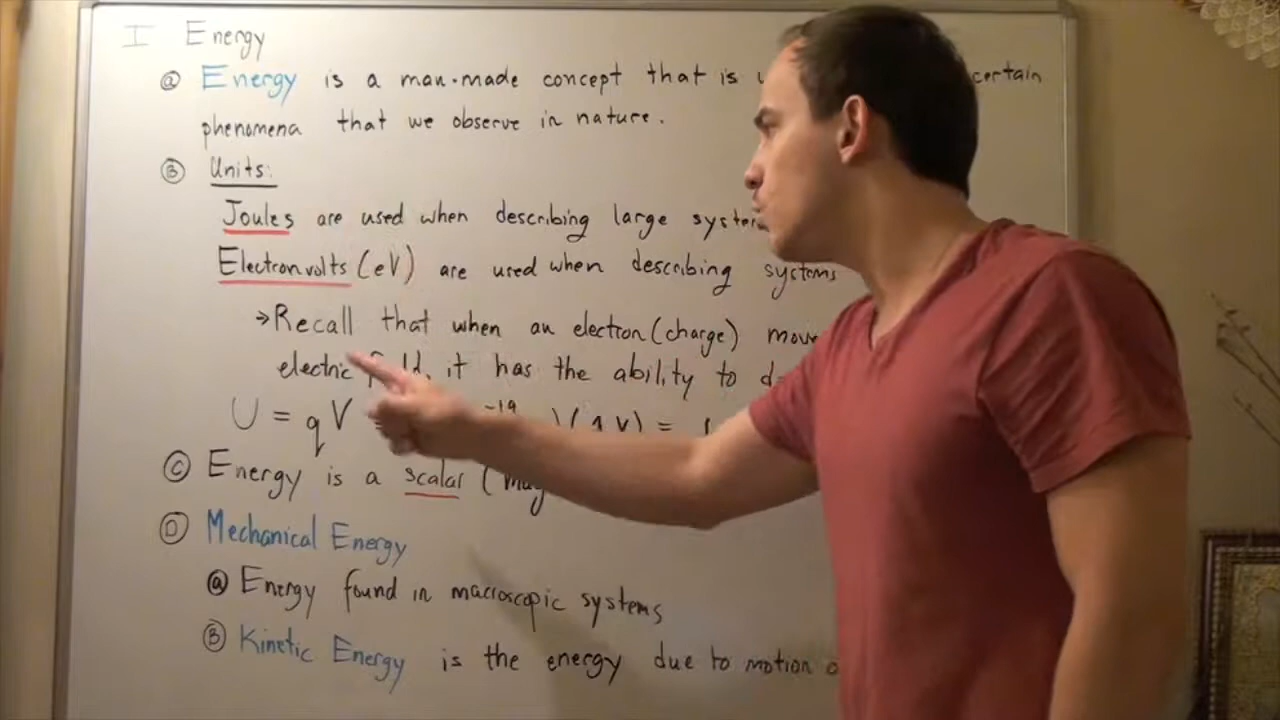 I Energy
ⓐ Energy is a man-made concept that is certain
phenomena that we observe in nature.
Ⓑ Units:
Joules are used when describing large
Electronvolts (eV) are used when describing systems
→ Recall that when an electron (charge)
electric it has the ability to
U = qV -19 )(1V) =
Ⓒ Energy is a scalar
Ⓓ Mechanical Energy
ⓐ Energy found in macroscopic systems
Ⓑ Kinetic Energy is the energy due to motion